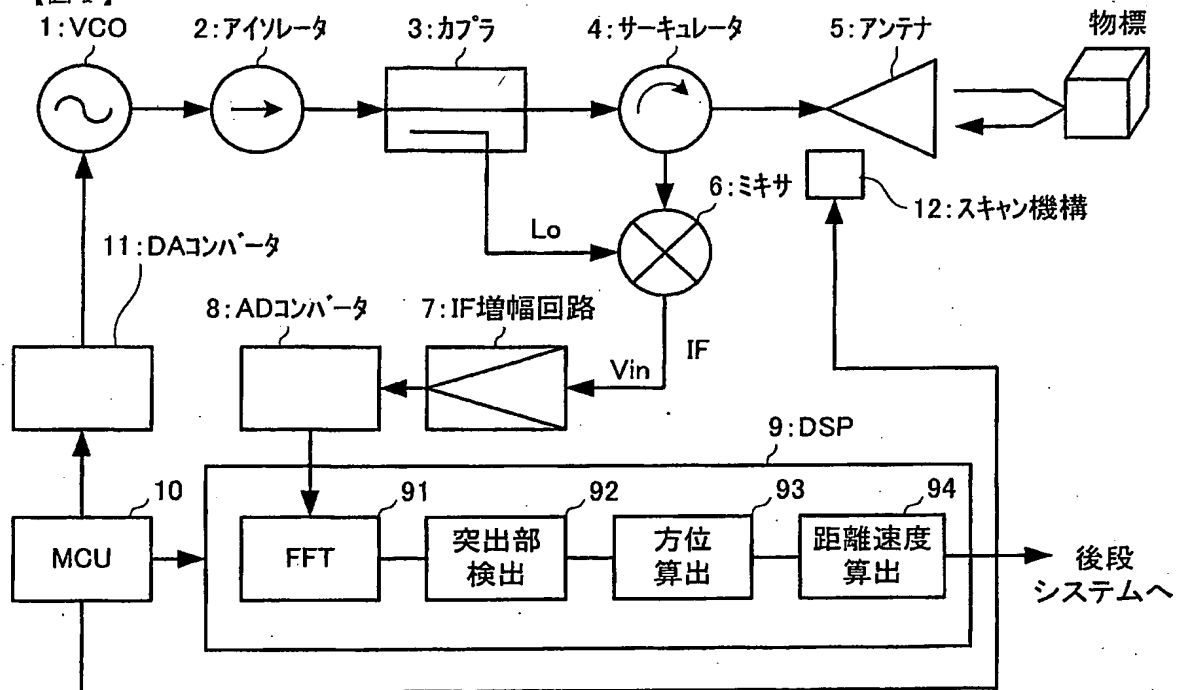 1:VCO
2:アイソレータ
3:カプラ
4:サーキュレータ
5:アンテナ
物標
6:ミキサ
12:スキャン機構
Lo
11:DAコンバータ
8:ADコンバータ
7:IF増幅回路
IF
Vin
9:DSP
10
91
92
93
94
MCU
FFT
突出部
検出
方位
算出
距離速度
算出
後段
システムへ